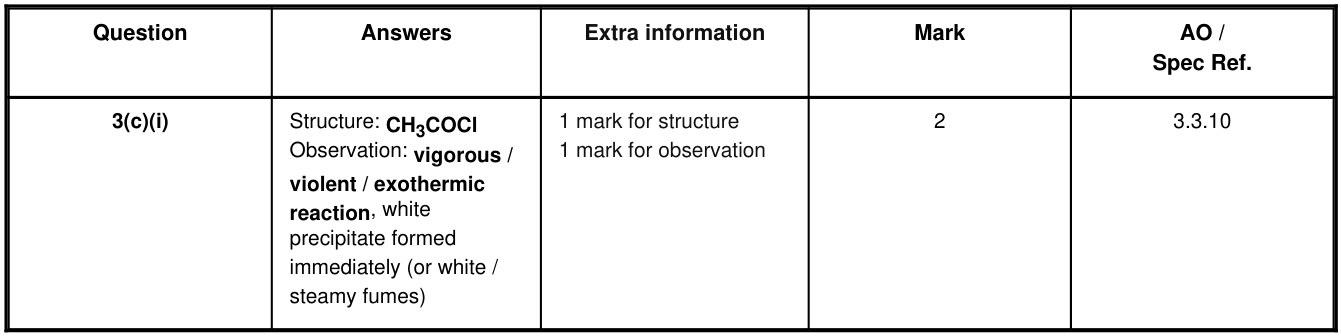 Question Answers Extra information Mark AO /
Spec Ref.
3(c)(i) Structure: CH₃COCl 1 mark for structure 2 3.3.10
Observation: vigorous / 1 mark for observation
violent / exothermic
reaction, white
precipitate formed
immediately (or white /
steamy fumes)